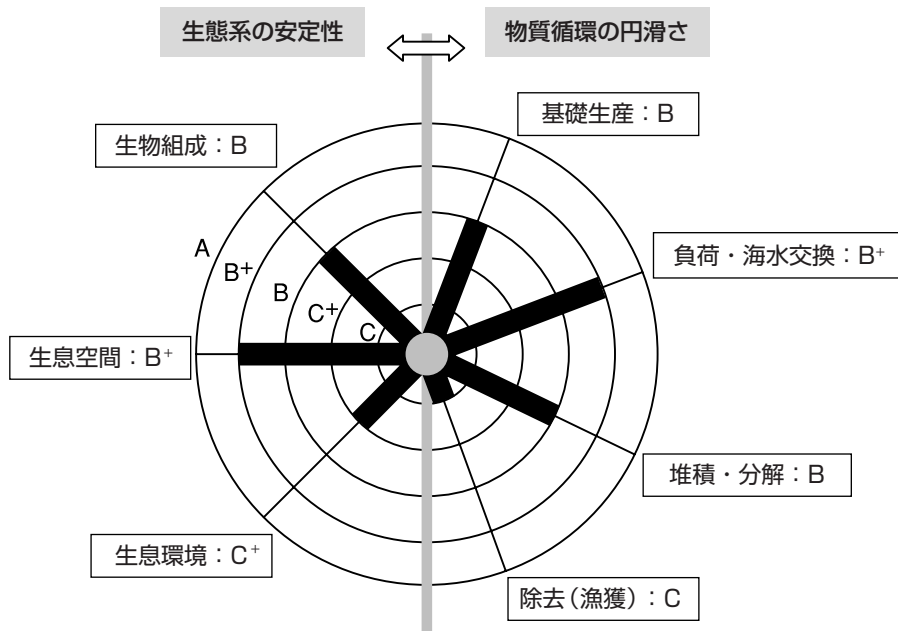 生態系の安定性
物質循環の円滑さ
基礎生産：B
生物組成：B
負荷・海水交換：B⁺
A
B⁺
B
C⁺
C
生息空間：B⁺
堆積・分解：B
生息環境：C⁺
除去（漁獲）：C